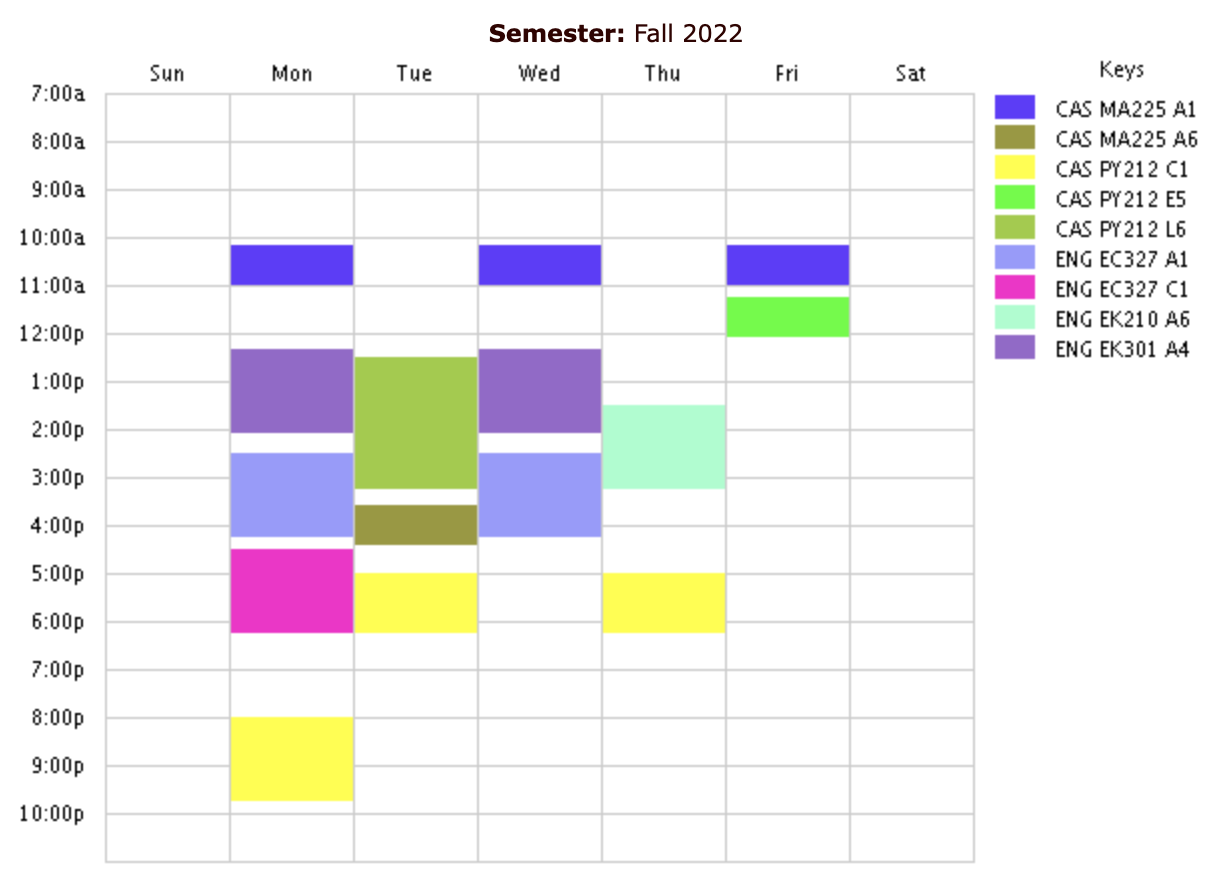 Semester: Fall 2022
Sun Mon Tue Wed Thu Fri Sat
Keys
7:00a
8:00a
9:00a
10:00a
11:00a
12:00p
1:00p
2:00p
3:00p
4:00p
5:00p
6:00p
7:00p
8:00p
9:00p
10:00p
CAS MA225 A1
CAS MA225 A6
CAS PY212 C1
CAS PY212 E5
CAS PY212 L6
ENG EC327 A1
ENG EC327 C1
ENG EK210 A6
ENG EK301 A4